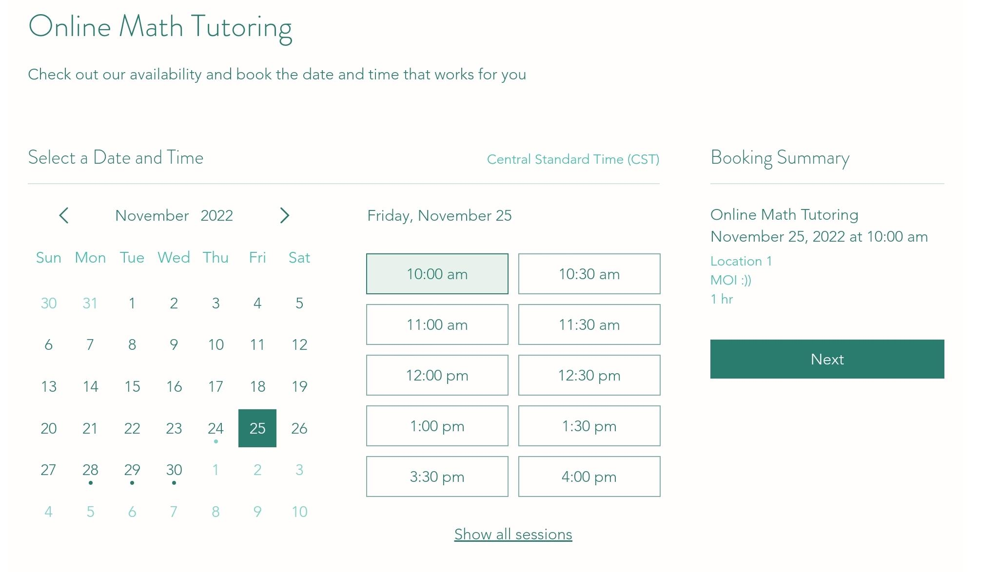 Online Math Tutoring
Check out our availability and book the date and time that works for you
Select a Date and Time
Central Standard Time (CST)
November 2022
Sun Mon Tue Wed Thu Fri Sat
30 31 1 2 3 4 5
6 7 8 9 10 11 12
13 14 15 16 17 18 19
20 21 22 23 24 25 26
27 28 29 30 1 2 3
4 5 6 7 8 9 10
Friday, November 25
10:00 am 10:30 am
11:00 am 11:30 am
12:00 pm 12:30 pm
1:00 pm 1:30 pm
3:30 pm 4:00 pm
Show all sessions
Booking Summary
Online Math Tutoring
November 25, 2022 at 10:00 am
Location 1
MOI :))
1 hr
Next